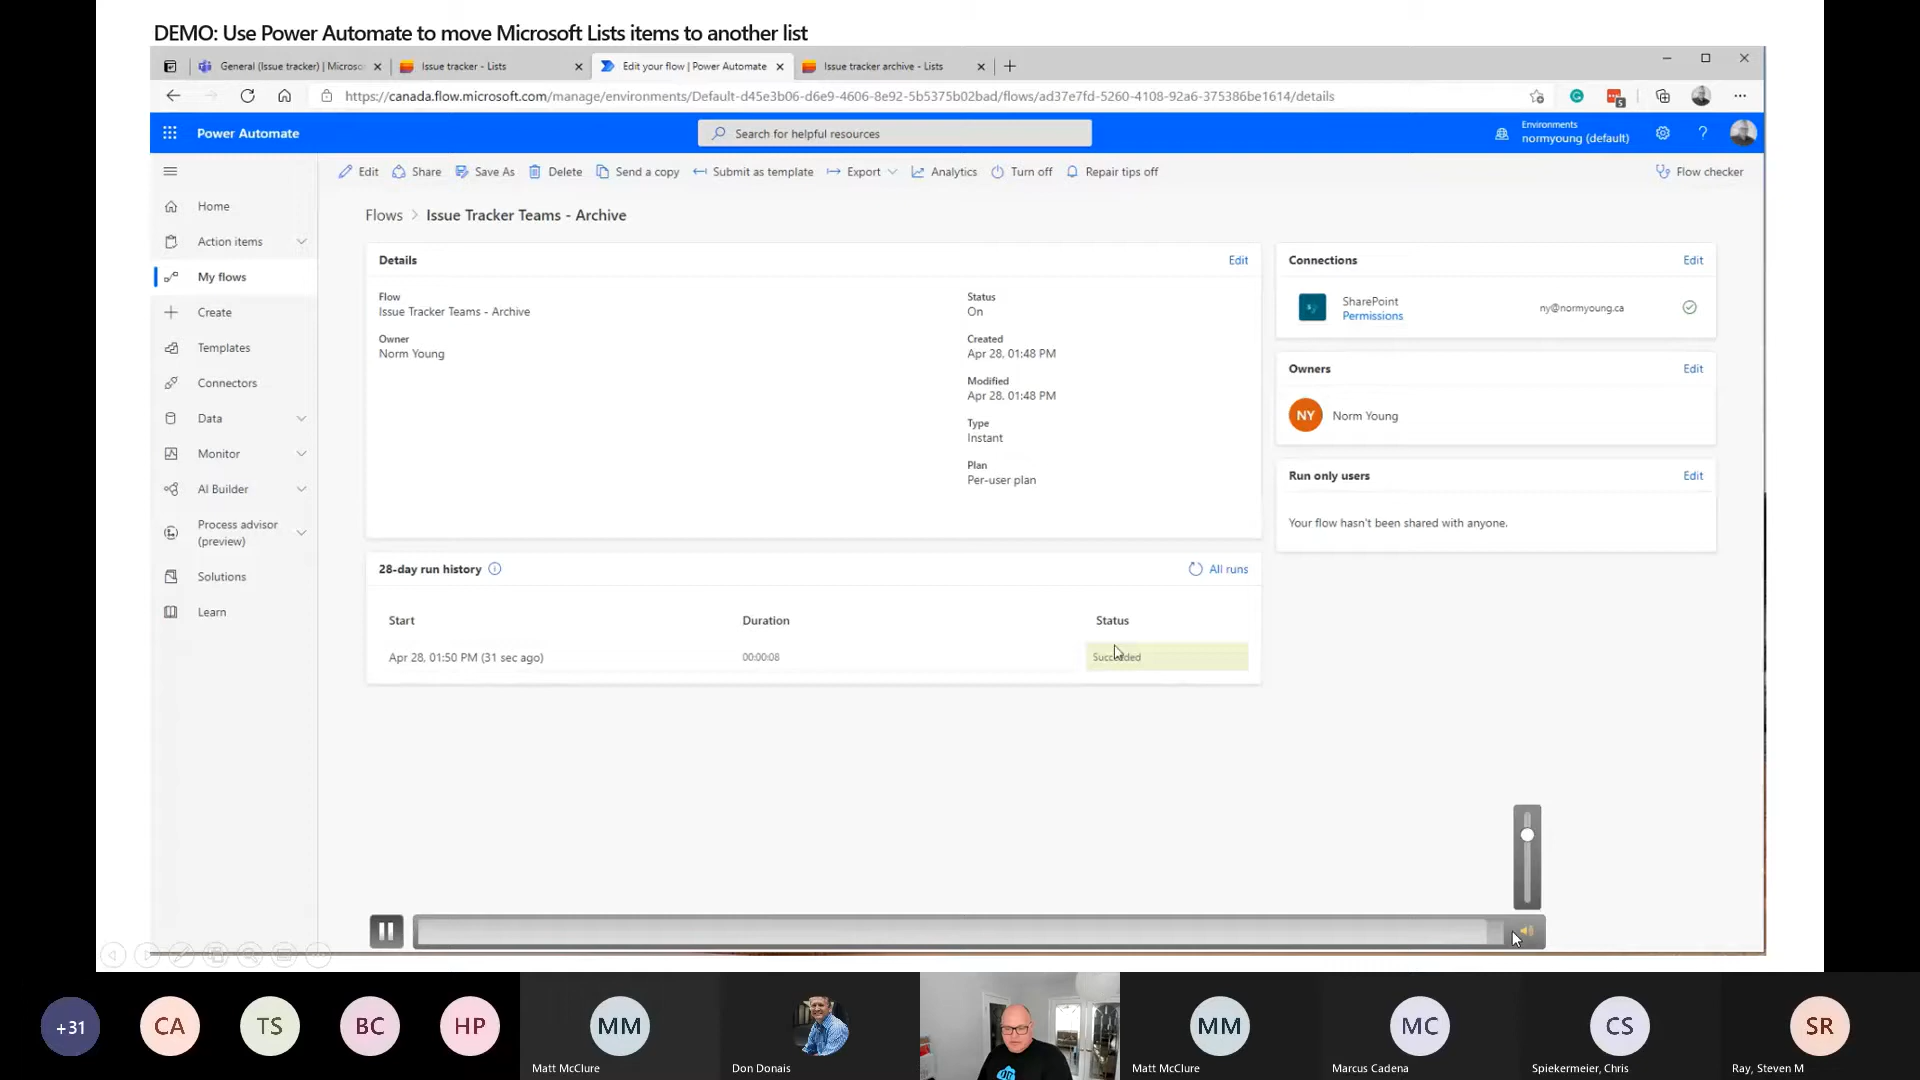 DEMO: Use Power Automate to move Microsoft Lists items to another list
General (Issue tracker) | Microso
Issue tracker - Lists
Edit your flow | Power Automate
Issue tracker archive - Lists
https://canada.flow.microsoft.com/manage/environments/Default-d45e3b06-d6e9-4606-8e92-5b5375b02bad/flows/ad37e7fd-5260-4108-92a6-375386be1614/details
5
Power Automate
Search for helpful resources
Environments
normyoung (default)
?
Edit
Share
Save As
Delete
Send a copy
Submit as template
Export
Analytics
Turn off
Repair tips off
Flow checker
Home
Action items
My flows
Create
Templates
Connectors
Data
Monitor
AI Builder
Process advisor
(preview)
Solutions
Learn
Flows > Issue Tracker Teams - Archive
Details
Edit
Flow
Issue Tracker Teams - Archive
Owner
Norm Young
Status
On
Created
Apr 28, 01:48 PM
Modified
Apr 28, 01:48 PM
Type
Instant
Plan
Per-user plan
Connections
Edit
SharePoint
Permissions
ny@normyoung.ca
Owners
Edit
NY
Norm Young
Run only users
Edit
Your flow hasn't been shared with anyone.
28-day run history
All runs
Start
Duration
Status
Apr 28, 01:50 PM (31 sec ago)
00:00:08
Succeeded
+31
CA
TS
BC
HP
MM
Matt McClure
Don Donais
MM
Matt McClure
MC
Marcus Cadena
CS
Spiekermeier, Chris
SR
Ray, Steven M